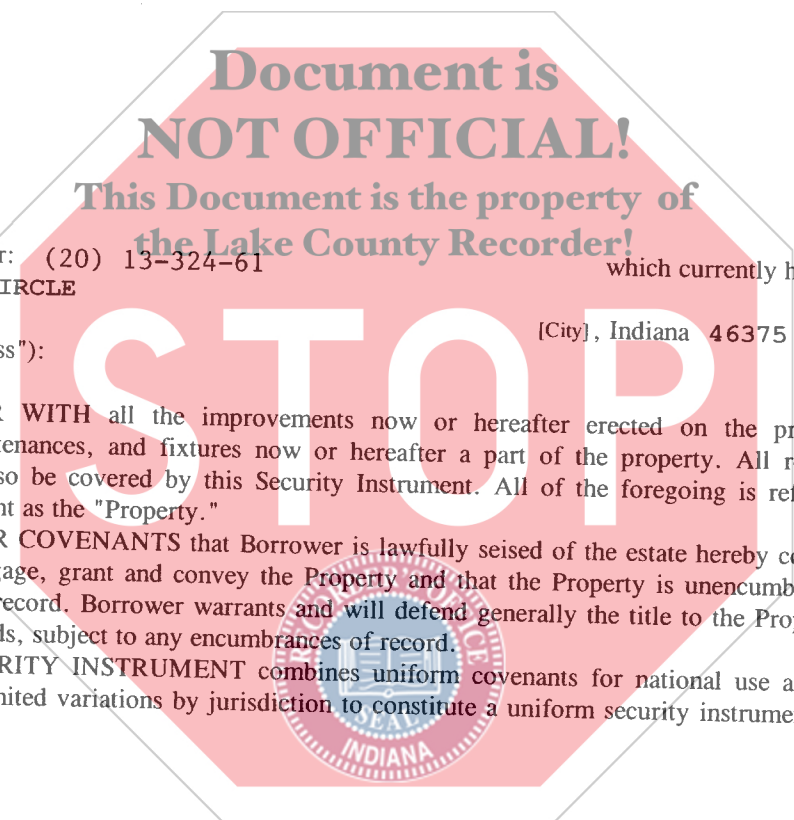 Document is
NOT OFFICIAL!
This Document is the property of
the Lake County Recorder!
r: (20) 13-324-61 which currently h
IRCLE
[City], Indiana 46375
ss"):
STOP
R WITH all the improvements now or hereafter erected on the pr
tenances, and fixtures now or hereafter a part of the property. All r
so be covered by this Security Instrument. All of the foregoing is ref
nt as the "Property."
R COVENANTS that Borrower is lawfully seised of the estate hereby co
gage, grant and convey the Property and that the Property is unencumb
record. Borrower warrants and will defend generally the title to the Prop
ds, subject to any encumbrances of record.
RITY INSTRUMENT combines uniform covenants for national use a
nited variations by jurisdiction to constitute a uniform security instrume
RECORDER'S OFFICE
SEAL
INDIANA